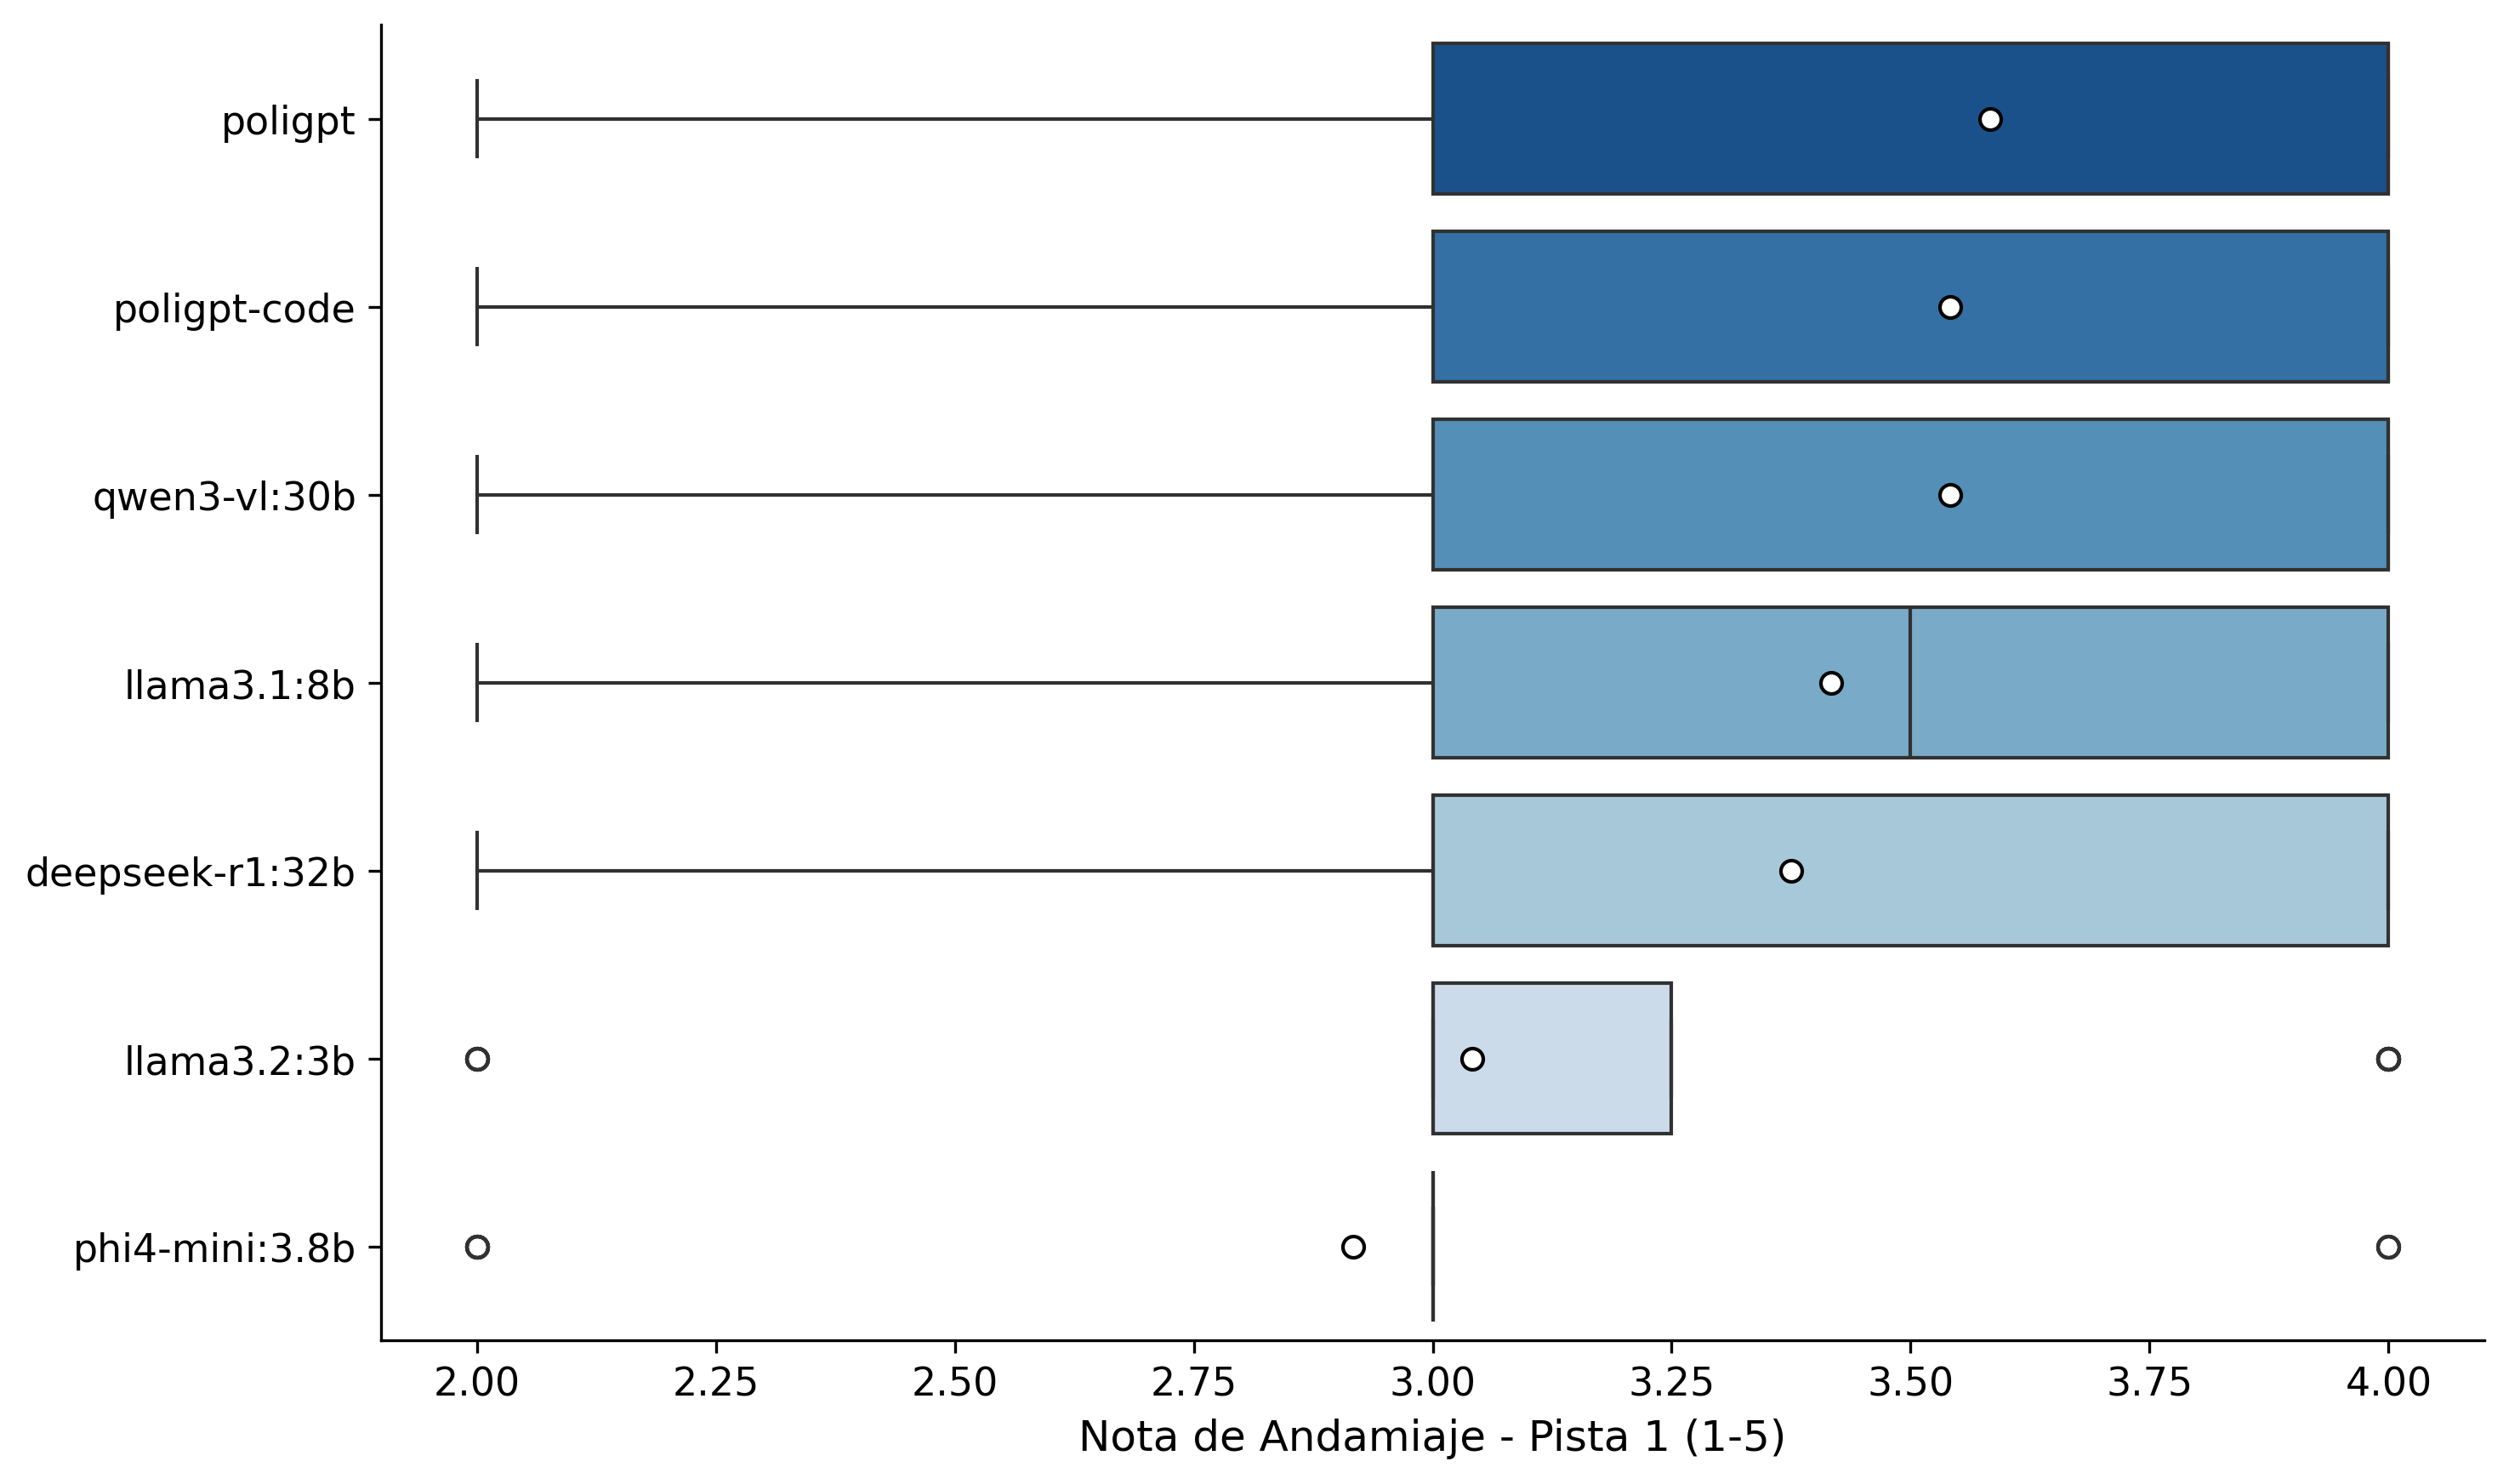 poligpt
poligpt-code
qwen3-vl:30b
llama3.1:8b
deepseek-r1:32b
llama3.2:3b
phi4-mini:3.8b
2.00 2.25 2.50 2.75 3.00 3.25 3.50 3.75 4.00
Nota de Andamiaje - Pista 1 (1-5)